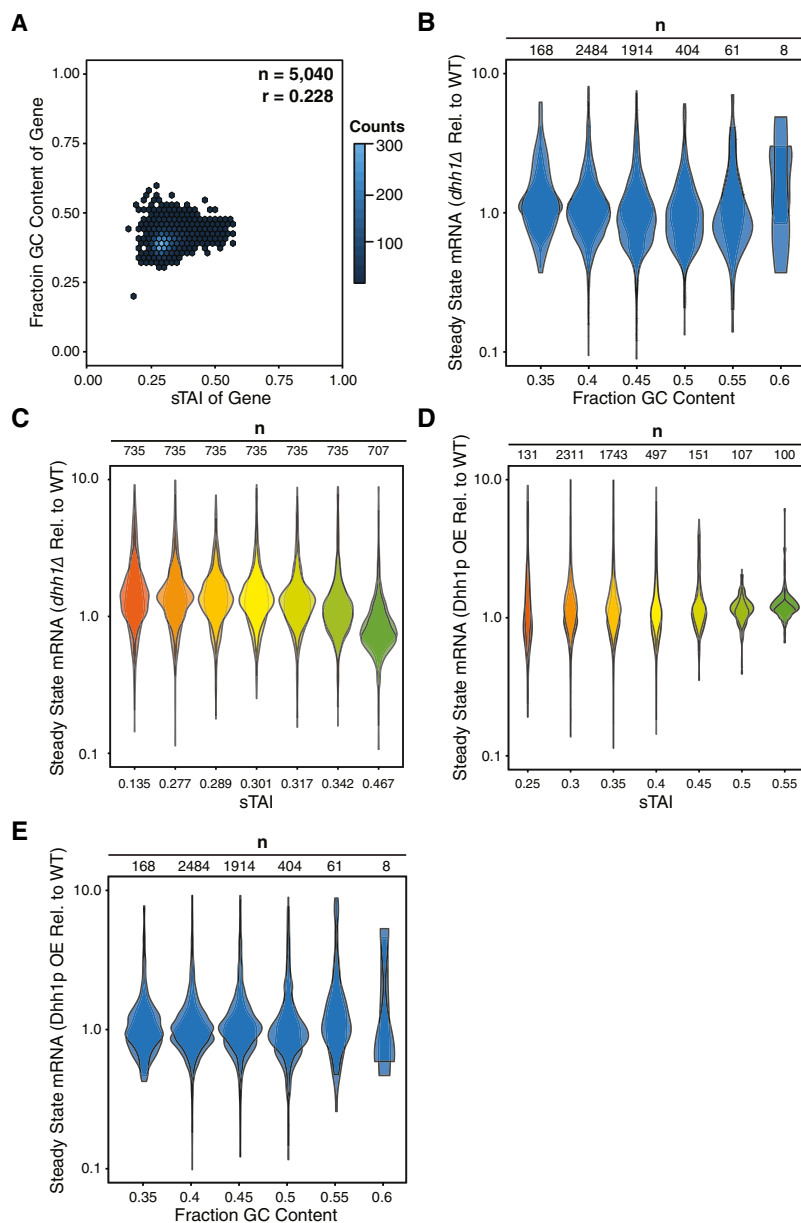 A
n = 5,040
r = 0.228
Counts
300
200
100
1.00
0.75
0.50
0.25
0.00
Fractoin GC Content of Gene
0.00 0.25 0.50 0.75 1.00
sTAI of Gene
B
n
168 2484 1914 404 61 8
10.0
1.0
0.1
Steady State mRNA (dhh1Δ Rel. to WT)
0.35 0.4 0.45 0.5 0.55 0.6
Fraction GC Content
C
n
735 735 735 735 735 735 707
10.0
1.0
0.1
Steady State mRNA (dhh1Δ Rel. to WT)
0.135 0.277 0.289 0.301 0.317 0.342 0.467
sTAI
D
n
131 2311 1743 497 151 107 100
10.0
1.0
0.1
Steady State mRNA (Dhh1p OE Rel. to WT)
0.25 0.3 0.35 0.4 0.45 0.5 0.55
sTAI
E
n
168 2484 1914 404 61 8
10.0
1.0
0.1
Steady State mRNA (Dhh1p OE Rel. to WT)
0.35 0.4 0.45 0.5 0.55 0.6
Fraction GC Content